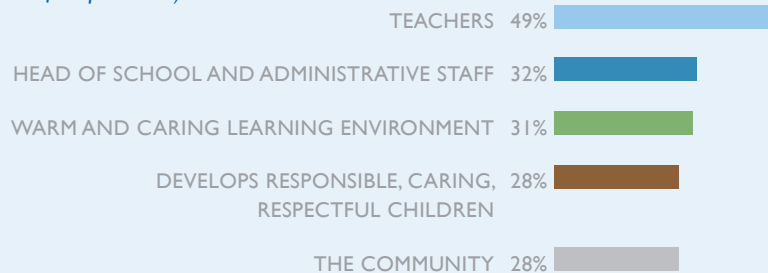 TEACHERS 49%
HEAD OF SCHOOL AND ADMINISTRATIVE STAFF 32%
WARM AND CARING LEARNING ENVIRONMENT 31%
DEVELOPS RESPONSIBLE, CARING, 28%
RESPECTFUL CHILDREN
THE COMMUNITY 28%